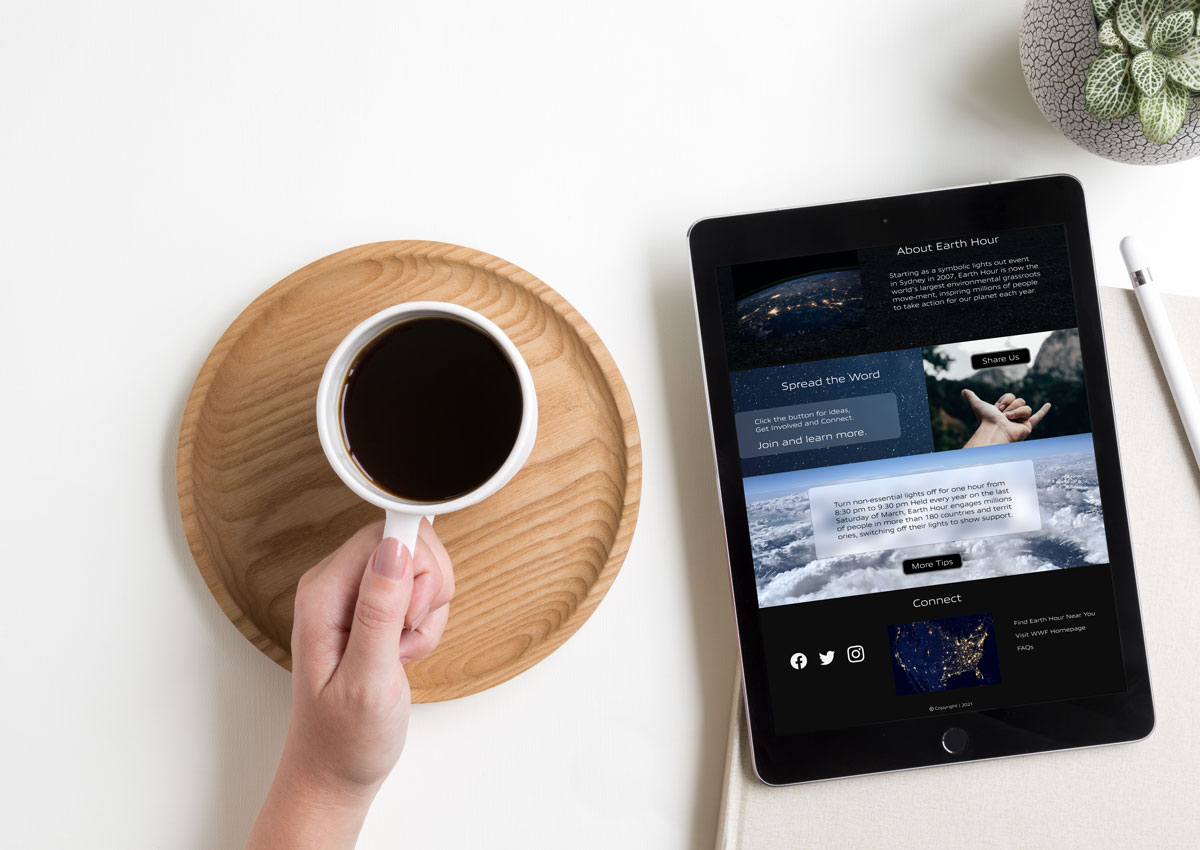 About Earth Hour
Starting as a symbolic lights out event
in Sydney in 2007, Earth Hour is now the
world's largest environmental grassroots
move-ment, inspiring millions of people
to take action for our planet each year.
Spread the Word
Click the button for ideas,
Get Involved and Connect.
Join and learn more.
Share Us
Turn non-essential lights off for one hour from
8:30 pm to 9:30 pm Held every year on the last
Saturday of March, Earth Hour engages millions
of people in more than 180 countries and territ
ories, switching off their lights to show support.
More Tips
Connect
Find Earth Hour Near You
Visit WWF Homepage
FAQs
© Copyright | 2021